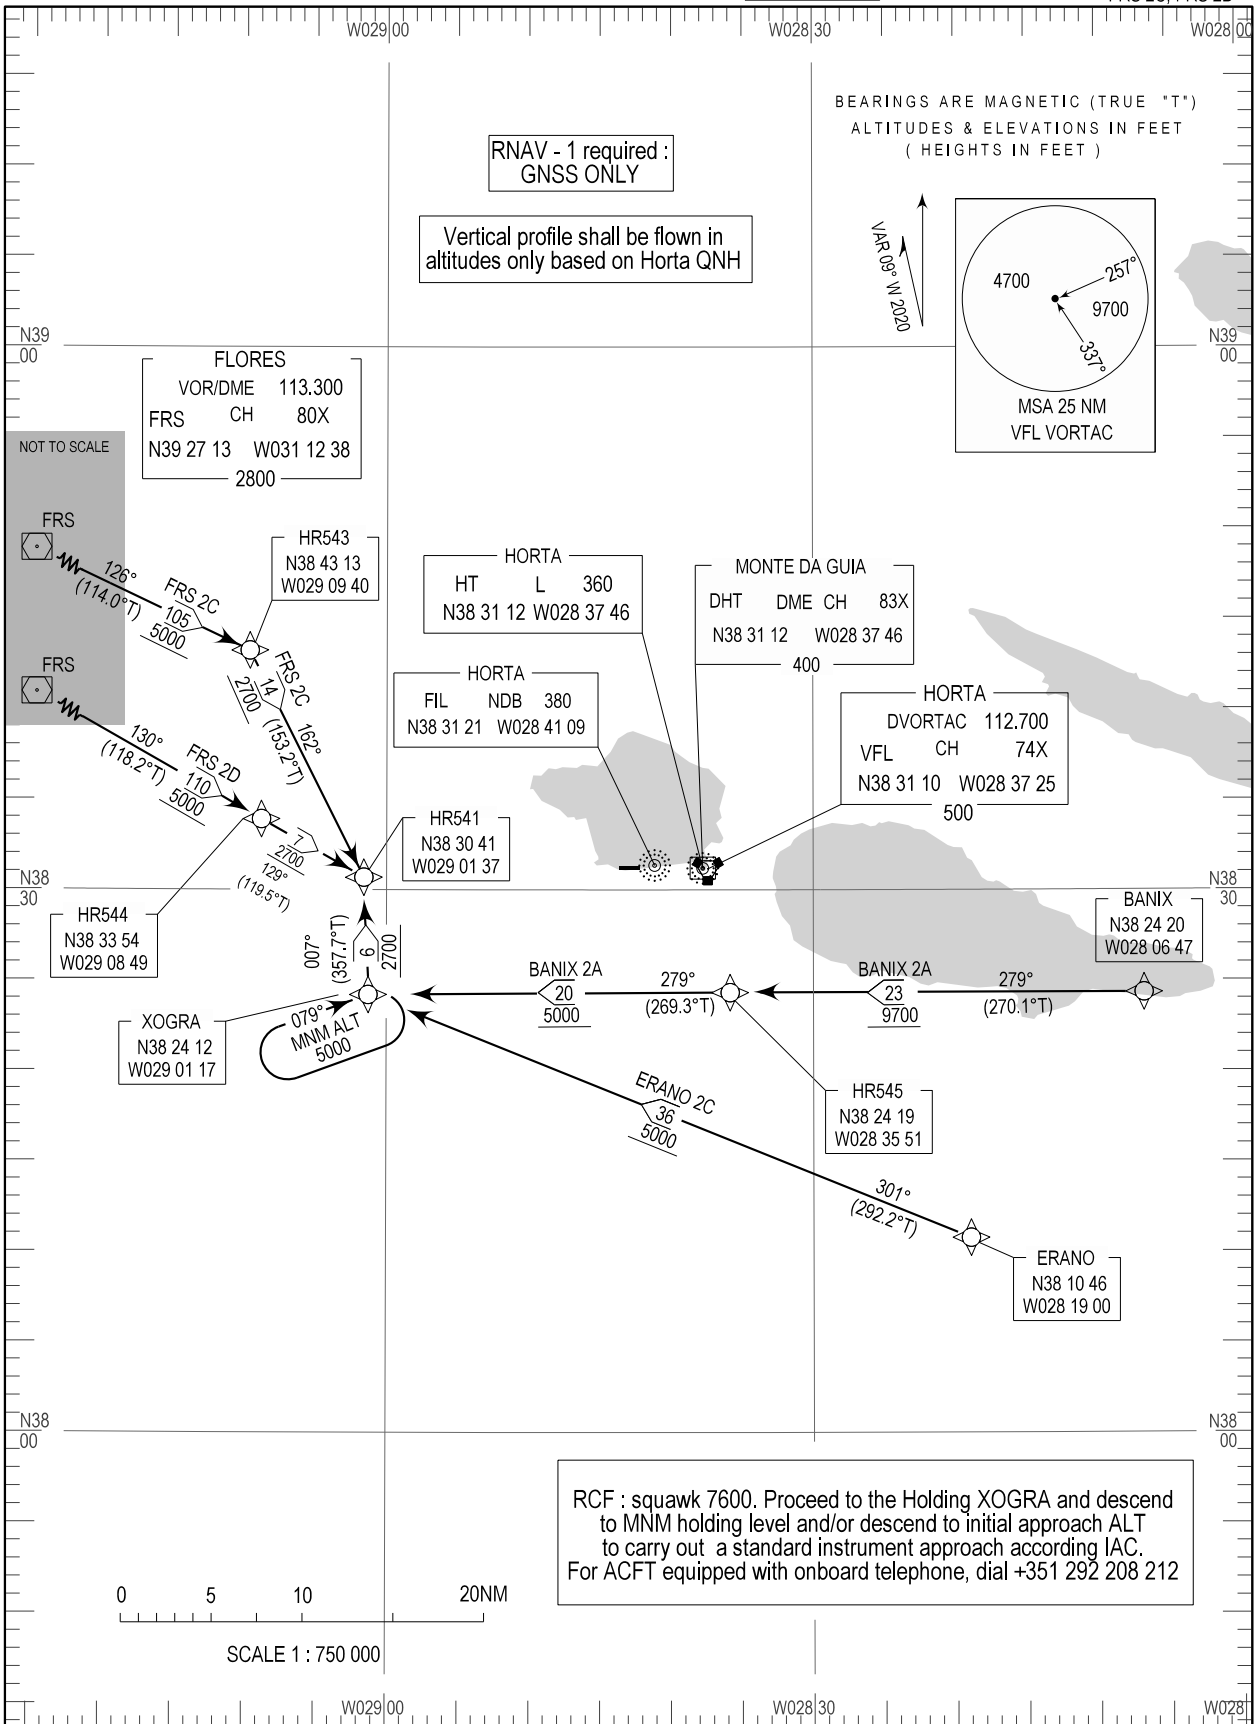 W029 00
W028 30
W028 00
BEARINGS ARE MAGNETIC (TRUE "T")
ALTITUDES & ELEVATIONS IN FEET
( HEIGHTS IN FEET )
RNAV - 1 required :
GNSS ONLY
Vertical profile shall be flown in
altitudes only based on Horta QNH
VAR 09° W 2020
4700
257°
9700
337°
MSA 25 NM
VFL VORTAC
N39
00
N39
00
FLORES
VOR/DME 113.300
FRS CH 80X
N39 27 13 W031 12 38
2800
NOT TO SCALE
FRS
126°
(114.0°T)
FRS 2C
105
5000
HR543
N38 43 13
W029 09 40
FRS 2C
14
2700
162°
(153.2°T)
FRS
130°
(118.2°T)
FRS 2D
110
5000
7
2700
129°
(119.5°T)
HORTA
HT L 360
N38 31 12 W028 37 46
MONTE DA GUIA
DHT DME CH 83X
N38 31 12 W028 37 46
400
HORTA
FIL NDB 380
N38 31 21 W028 41 09
HORTA
DVORTAC 112.700
VFL CH 74X
N38 31 10 W028 37 25
500
HR541
N38 30 41
W029 01 37
N38
30
N38
30
HR544
N38 33 54
W029 08 49
007°
(357.7°T)
6
2700
BANIX
N38 24 20
W028 06 47
BANIX 2A
20
5000
279°
(269.3°T)
BANIX 2A
23
9700
279°
(270.1°T)
XOGRA
N38 24 12
W029 01 17
079°
MNM ALT
5000
HR545
N38 24 19
W028 35 51
ERANO 2C
36
5000
301°
(292.2°T)
ERANO
N38 10 46
W028 19 00
N38
00
N38
00
RCF : squawk 7600. Proceed to the Holding XOGRA and descend
to MNM holding level and/or descend to initial approach ALT
to carry out a standard instrument approach according IAC.
For ACFT equipped with onboard telephone, dial +351 292 208 212
0 5 10 20NM
SCALE 1 : 750 000
W029 00
W028 30
W028